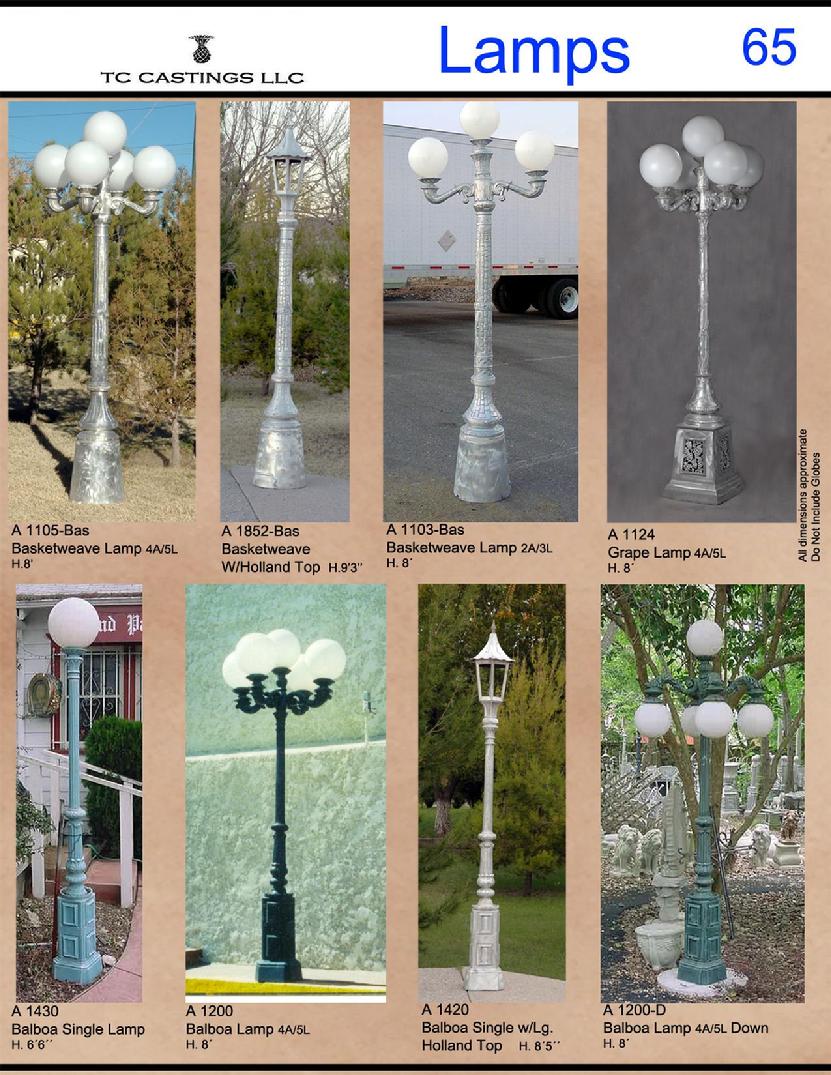 TC CASTINGS LLC
Lamps
65
A 1105-Bas
Basketweave Lamp 4A/5L
H.8'
A 1852-Bas
Basketweave
W/Holland Top H.9'3"
A 1103-Bas
Basketweave Lamp 2A/3L
H. 8'
A 1124
Grape Lamp 4A/5L
H. 8'
All dimensions approximate
Do Not Include Globes
nd Pa
A 1430
Balboa Single Lamp
H. 6'6''
A 1200
Balboa Lamp 4A/5L
H. 8'
A 1420
Balboa Single w/Lg.
Holland Top H. 8'5''
A 1200-D
Balboa Lamp 4A/5L Down
H. 8'